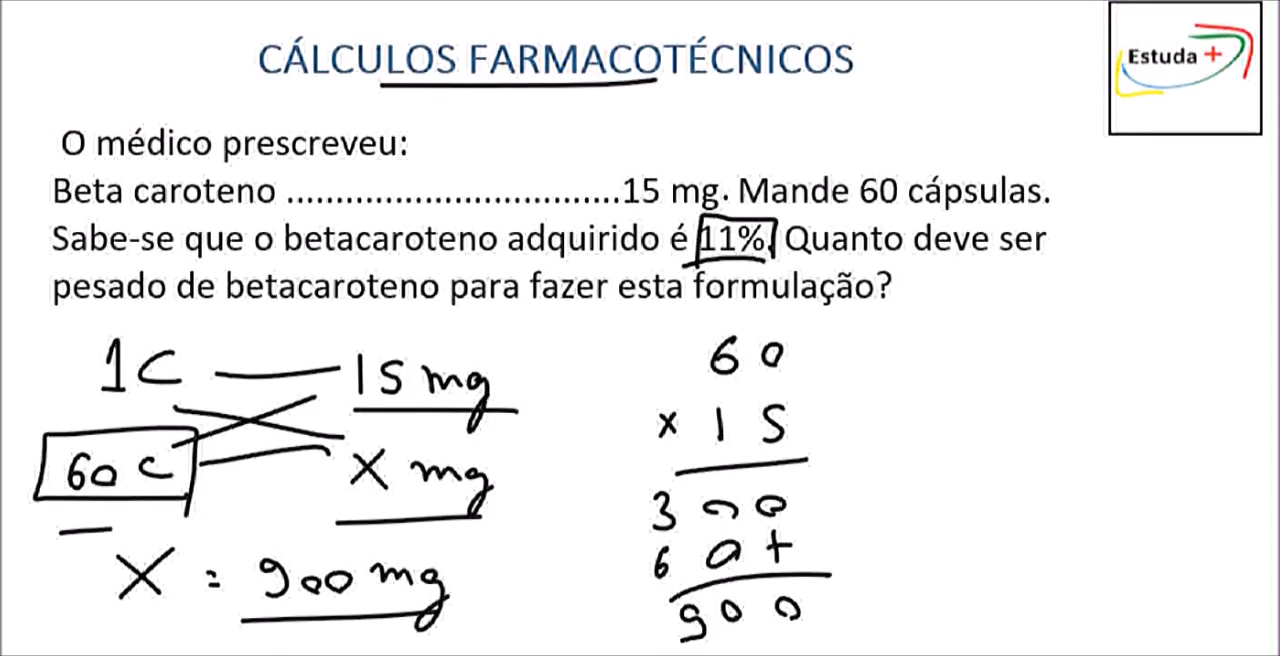 CÁLCULOS FARMACOTÉCNICOS
Estuda +
O médico prescreveu:
Beta caroteno ..................................15 mg. Mande 60 cápsulas.
Sabe-se que o betacaroteno adquirido é 11%. Quanto deve ser
pesado de betacaroteno para fazer esta formulação?
1C — 15 mg
60 C — X mg
X = 900 mg
60
x 15
300
60+
900